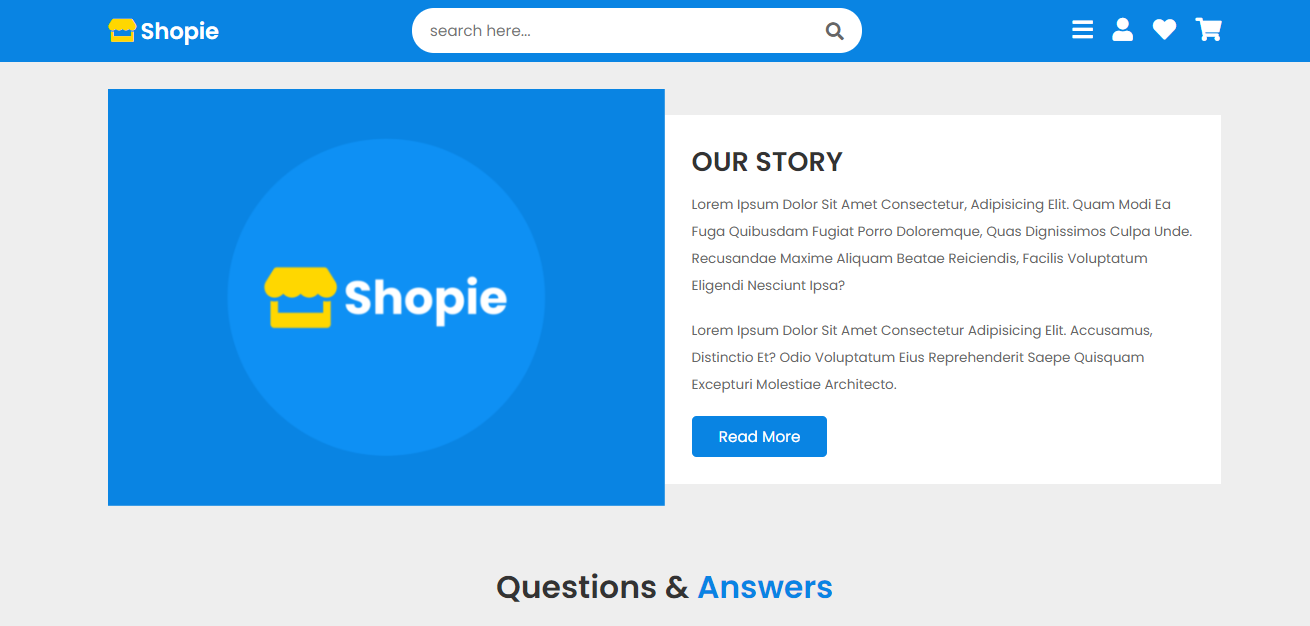 Shopie
search here...
Shopie
OUR STORY
Lorem Ipsum Dolor Sit Amet Consectetur, Adipisicing Elit. Quam Modi Ea
Fuga Quibusdam Fugiat Porro Doloremque, Quas Dignissimos Culpa Unde.
Recusandae Maxime Aliquam Beatae Reiciendis, Facilis Voluptatum
Eligendi Nesciunt Ipsa?
Lorem Ipsum Dolor Sit Amet Consectetur Adipisicing Elit. Accusamus,
Distinctio Et? Odio Voluptatum Eius Reprehenderit Saepe Quisquam
Excepturi Molestiae Architecto.
Read More
Questions & Answers